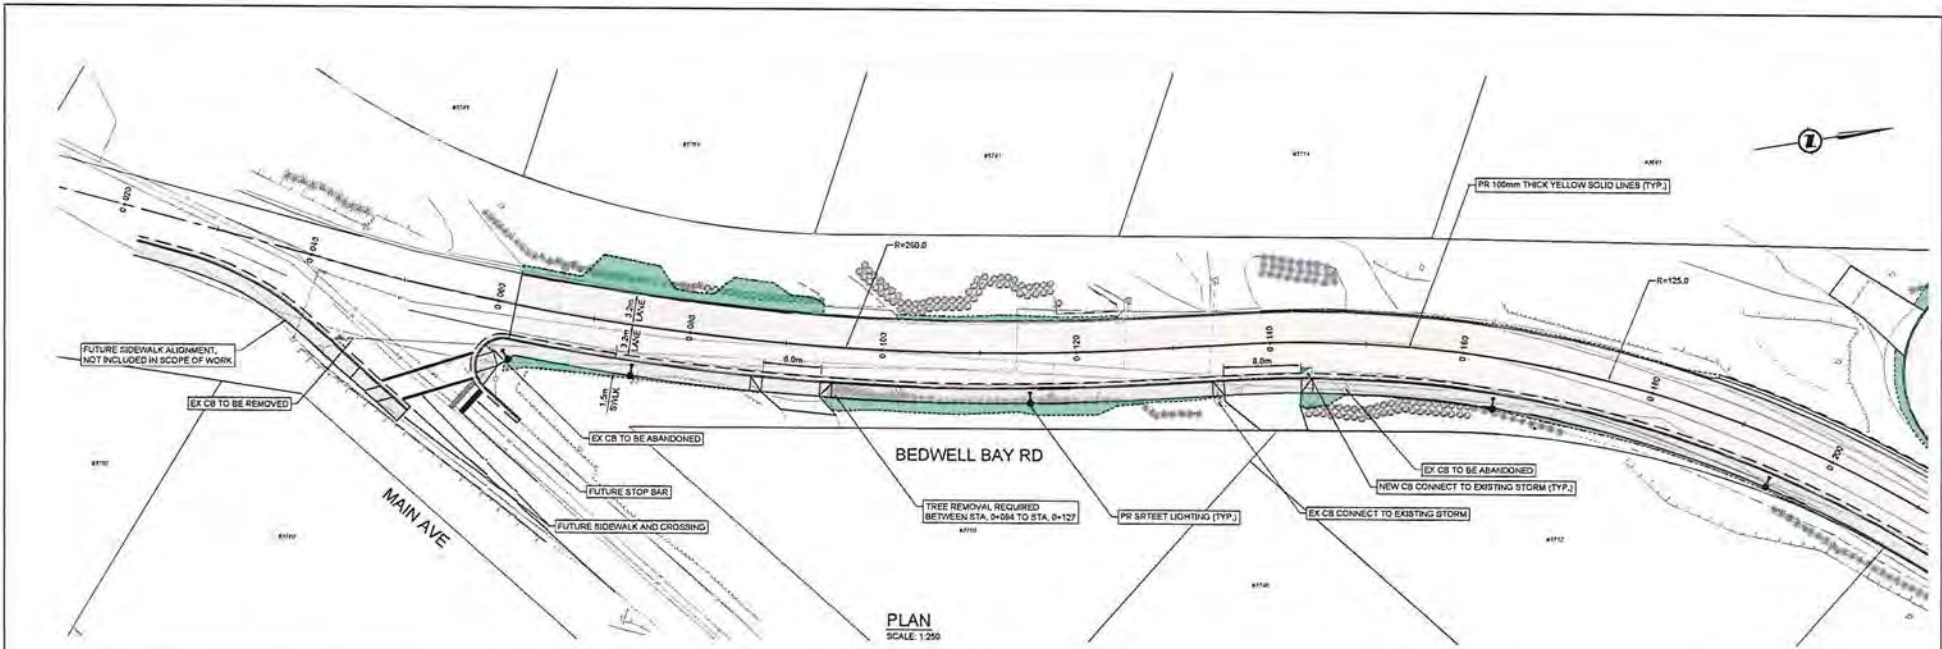 PR 100mm THICK YELLOW SOLID LINES (TYP.)
Z
0+020
0+040
0+060
0+080
R=260.0
0+100
0+120
0+160
R=125.0
0+180
0+200
3.2m
LANE
3.2m
LANE
1.5m
S/WLK
6.0m
8.0m
FUTURE SIDEWALK ALIGNMENT,
NOT INCLUDED IN SCOPE OF WORK
EX CB TO BE REMOVED
EX CB TO BE ABANDONED
FUTURE STOP BAR
FUTURE SIDEWALK AND CROSSING
MAIN AVE
BEDWELL BAY RD
TREE REMOVAL REQUIRED
BETWEEN STA. 0+094 TO STA. 0+127
PR SRTEET LIGHTING (TYP.)
EX CB TO BE ABANDONED
NEW CB CONNECT TO EXISTING STORM (TYP.)
EX CB CONNECT TO EXISTING STORM
PLAN
SCALE: 1:250